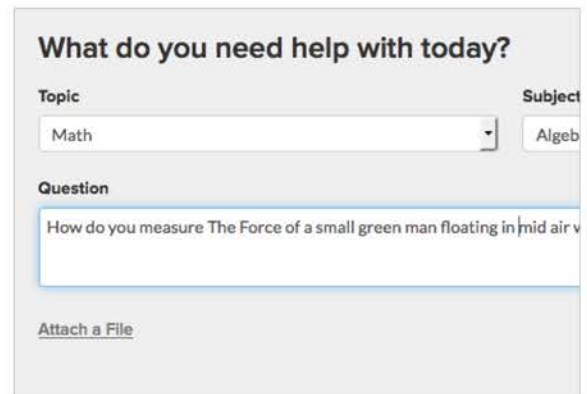 What do you need help with today?
Topic
Subject
Math
Algeb
Question
How do you measure The Force of a small green man floating in mid air
Attach a File